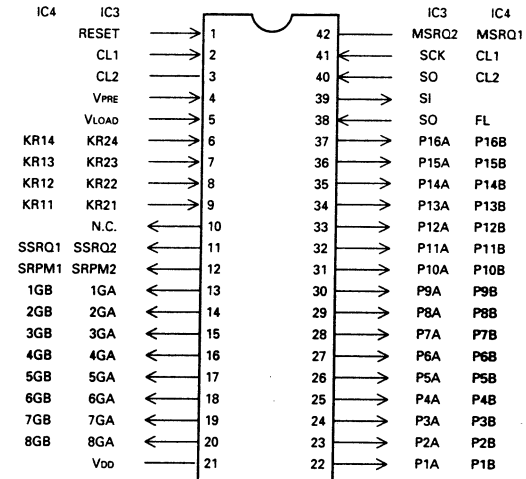 IC4 IC3 IC3 IC4
RESET 1 42 MSRQ2 MSRQ1
CL1 2 41 SCK CL1
CL2 3 40 SO CL2
VPRE 4 39 SI
VLOAD 5 38 SO FL
KR14 KR24 6 37 P16A P16B
KR13 KR23 7 36 P15A P15B
KR12 KR22 8 35 P14A P14B
KR11 KR21 9 34 P13A P13B
N.C. 10 33 P12A P12B
SSRQ1 SSRQ2 11 32 P11A P11B
SRPM1 SRPM2 12 31 P10A P10B
1GB 1GA 13 30 P9A P9B
2GB 2GA 14 29 P8A P8B
3GB 3GA 15 28 P7A P7B
4GB 4GA 16 27 P6A P6B
5GB 5GA 17 26 P5A P5B
6GB 6GA 18 25 P4A P4B
7GB 7GA 19 24 P3A P3B
8GB 8GA 20 23 P2A P2B
VDD 21 22 P1A P1B